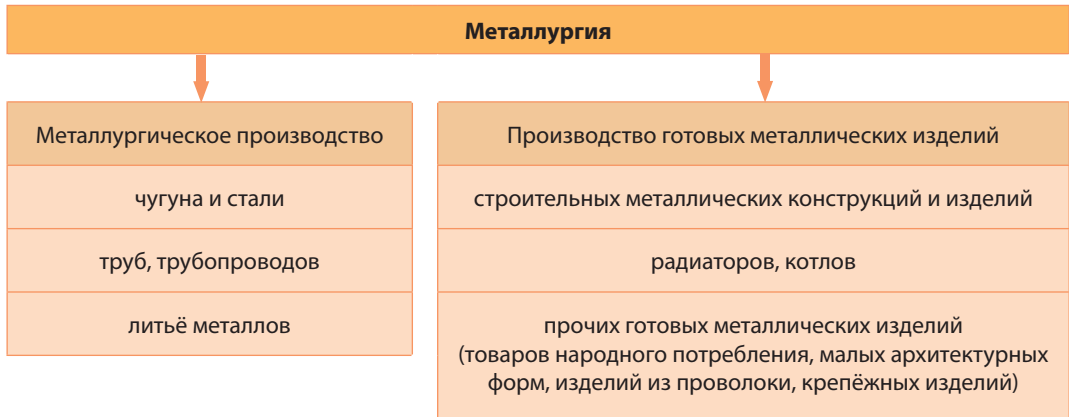 Металлургия
Металлургическое производство
чугуна и стали
труб, трубопроводов
литьё металлов
Производство готовых металлических изделий
строительных металлических конструкций и изделий
радиаторов, котлов
прочих готовых металлических изделий
(товаров народного потребления, малых архитектурных
форм, изделий из проволоки, крепёжных изделий)